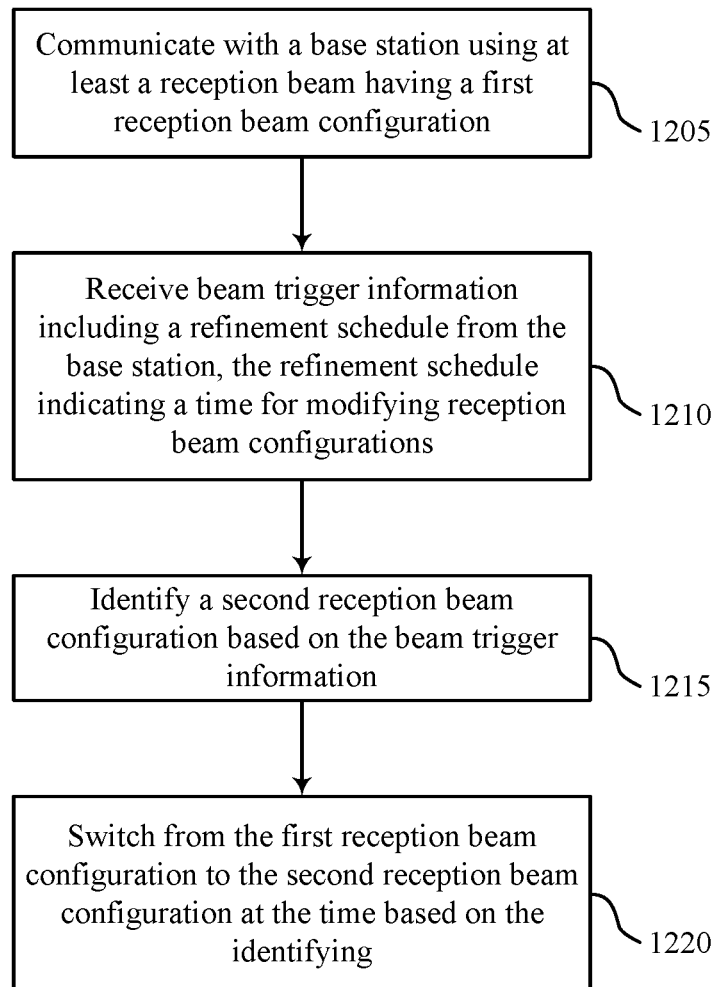 Communicate with a base station using at
least a reception beam having a first
reception beam configuration
1205
Receive beam trigger information
including a refinement schedule from the
base station, the refinement schedule
indicating a time for modifying reception
beam configurations
1210
Identify a second reception beam
configuration based on the beam trigger
information
1215
Switch from the first reception beam
configuration to the second reception beam
configuration at the time based on the
identifying
1220